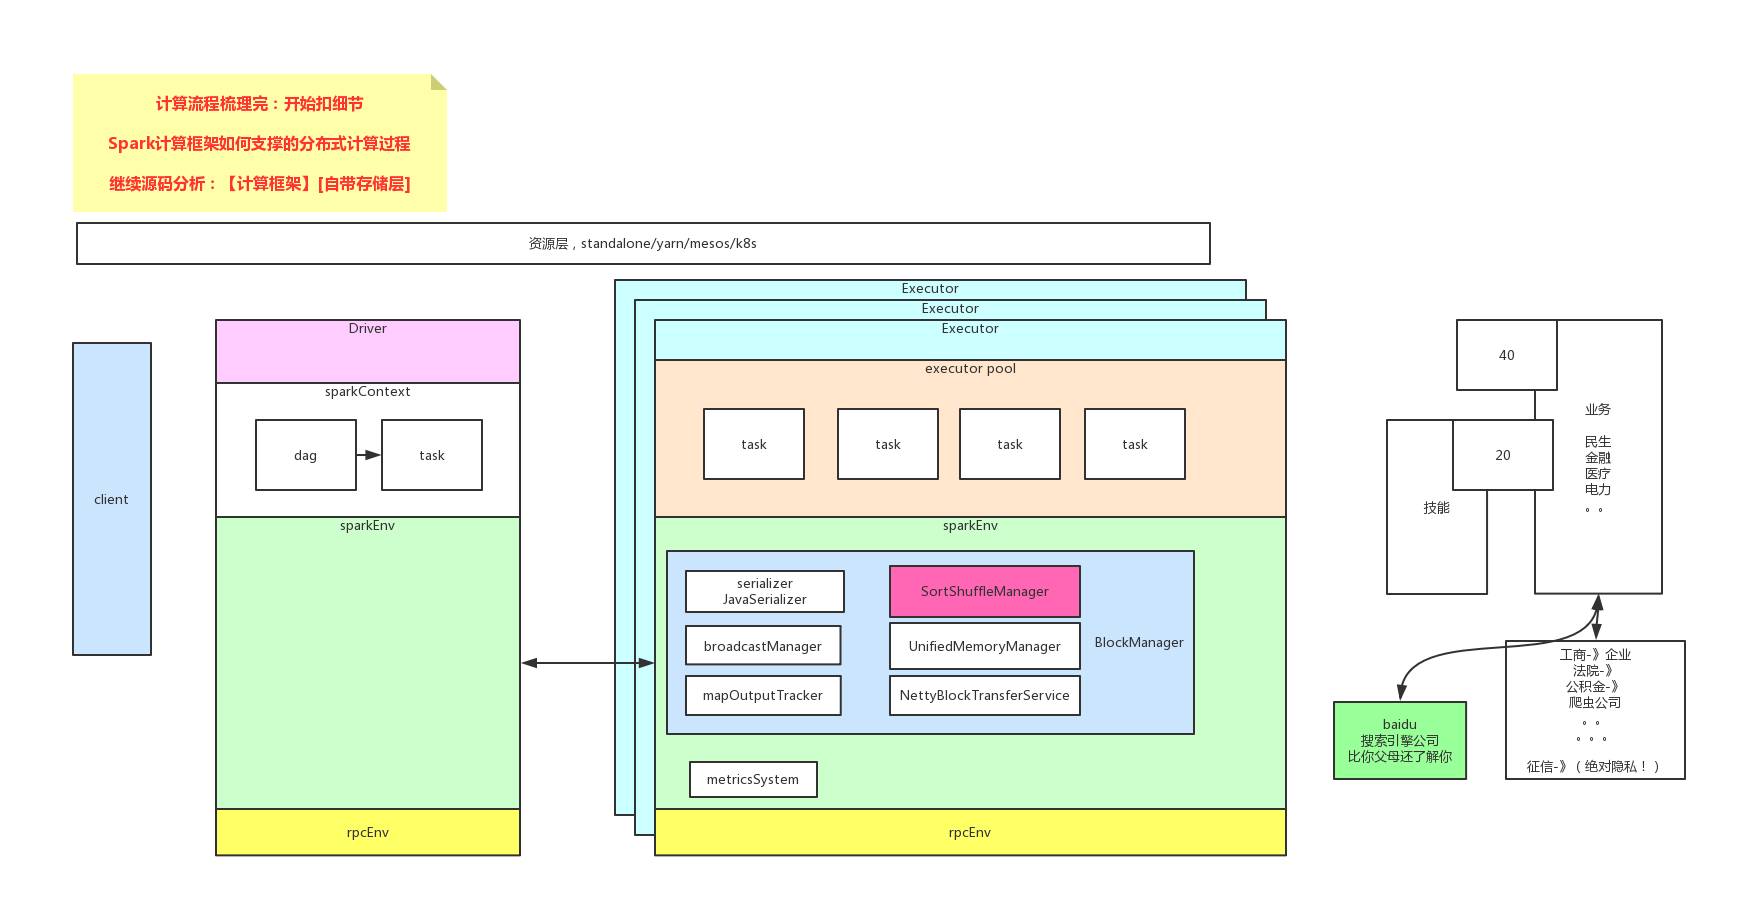 计算流程梳理完：开始扣细节
Spark计算框架如何支撑的分布式计算过程
继续源码分析：【计算框架】[自带存储层]
资源层，standalone/yarn/mesos/k8s
client
Driver
sparkContext
dag
task
sparkEnv
rpcEnv
Executor
Executor
Executor
executor pool
task
task
task
task
sparkEnv
serializer
JavaSerializer
broadcastManager
mapOutputTracker
SortShuffleManager
UnifiedMemoryManager
NettyBlockTransferService
BlockManager
metricsSystem
rpcEnv
40
20
技能
业务
民生
金融
医疗
电力
。。
baidu
搜索引擎公司
比你父母还了解你
工商-》企业
法院-》
公积金-》
爬虫公司
。。
。。。
征信-》（绝对隐私！）